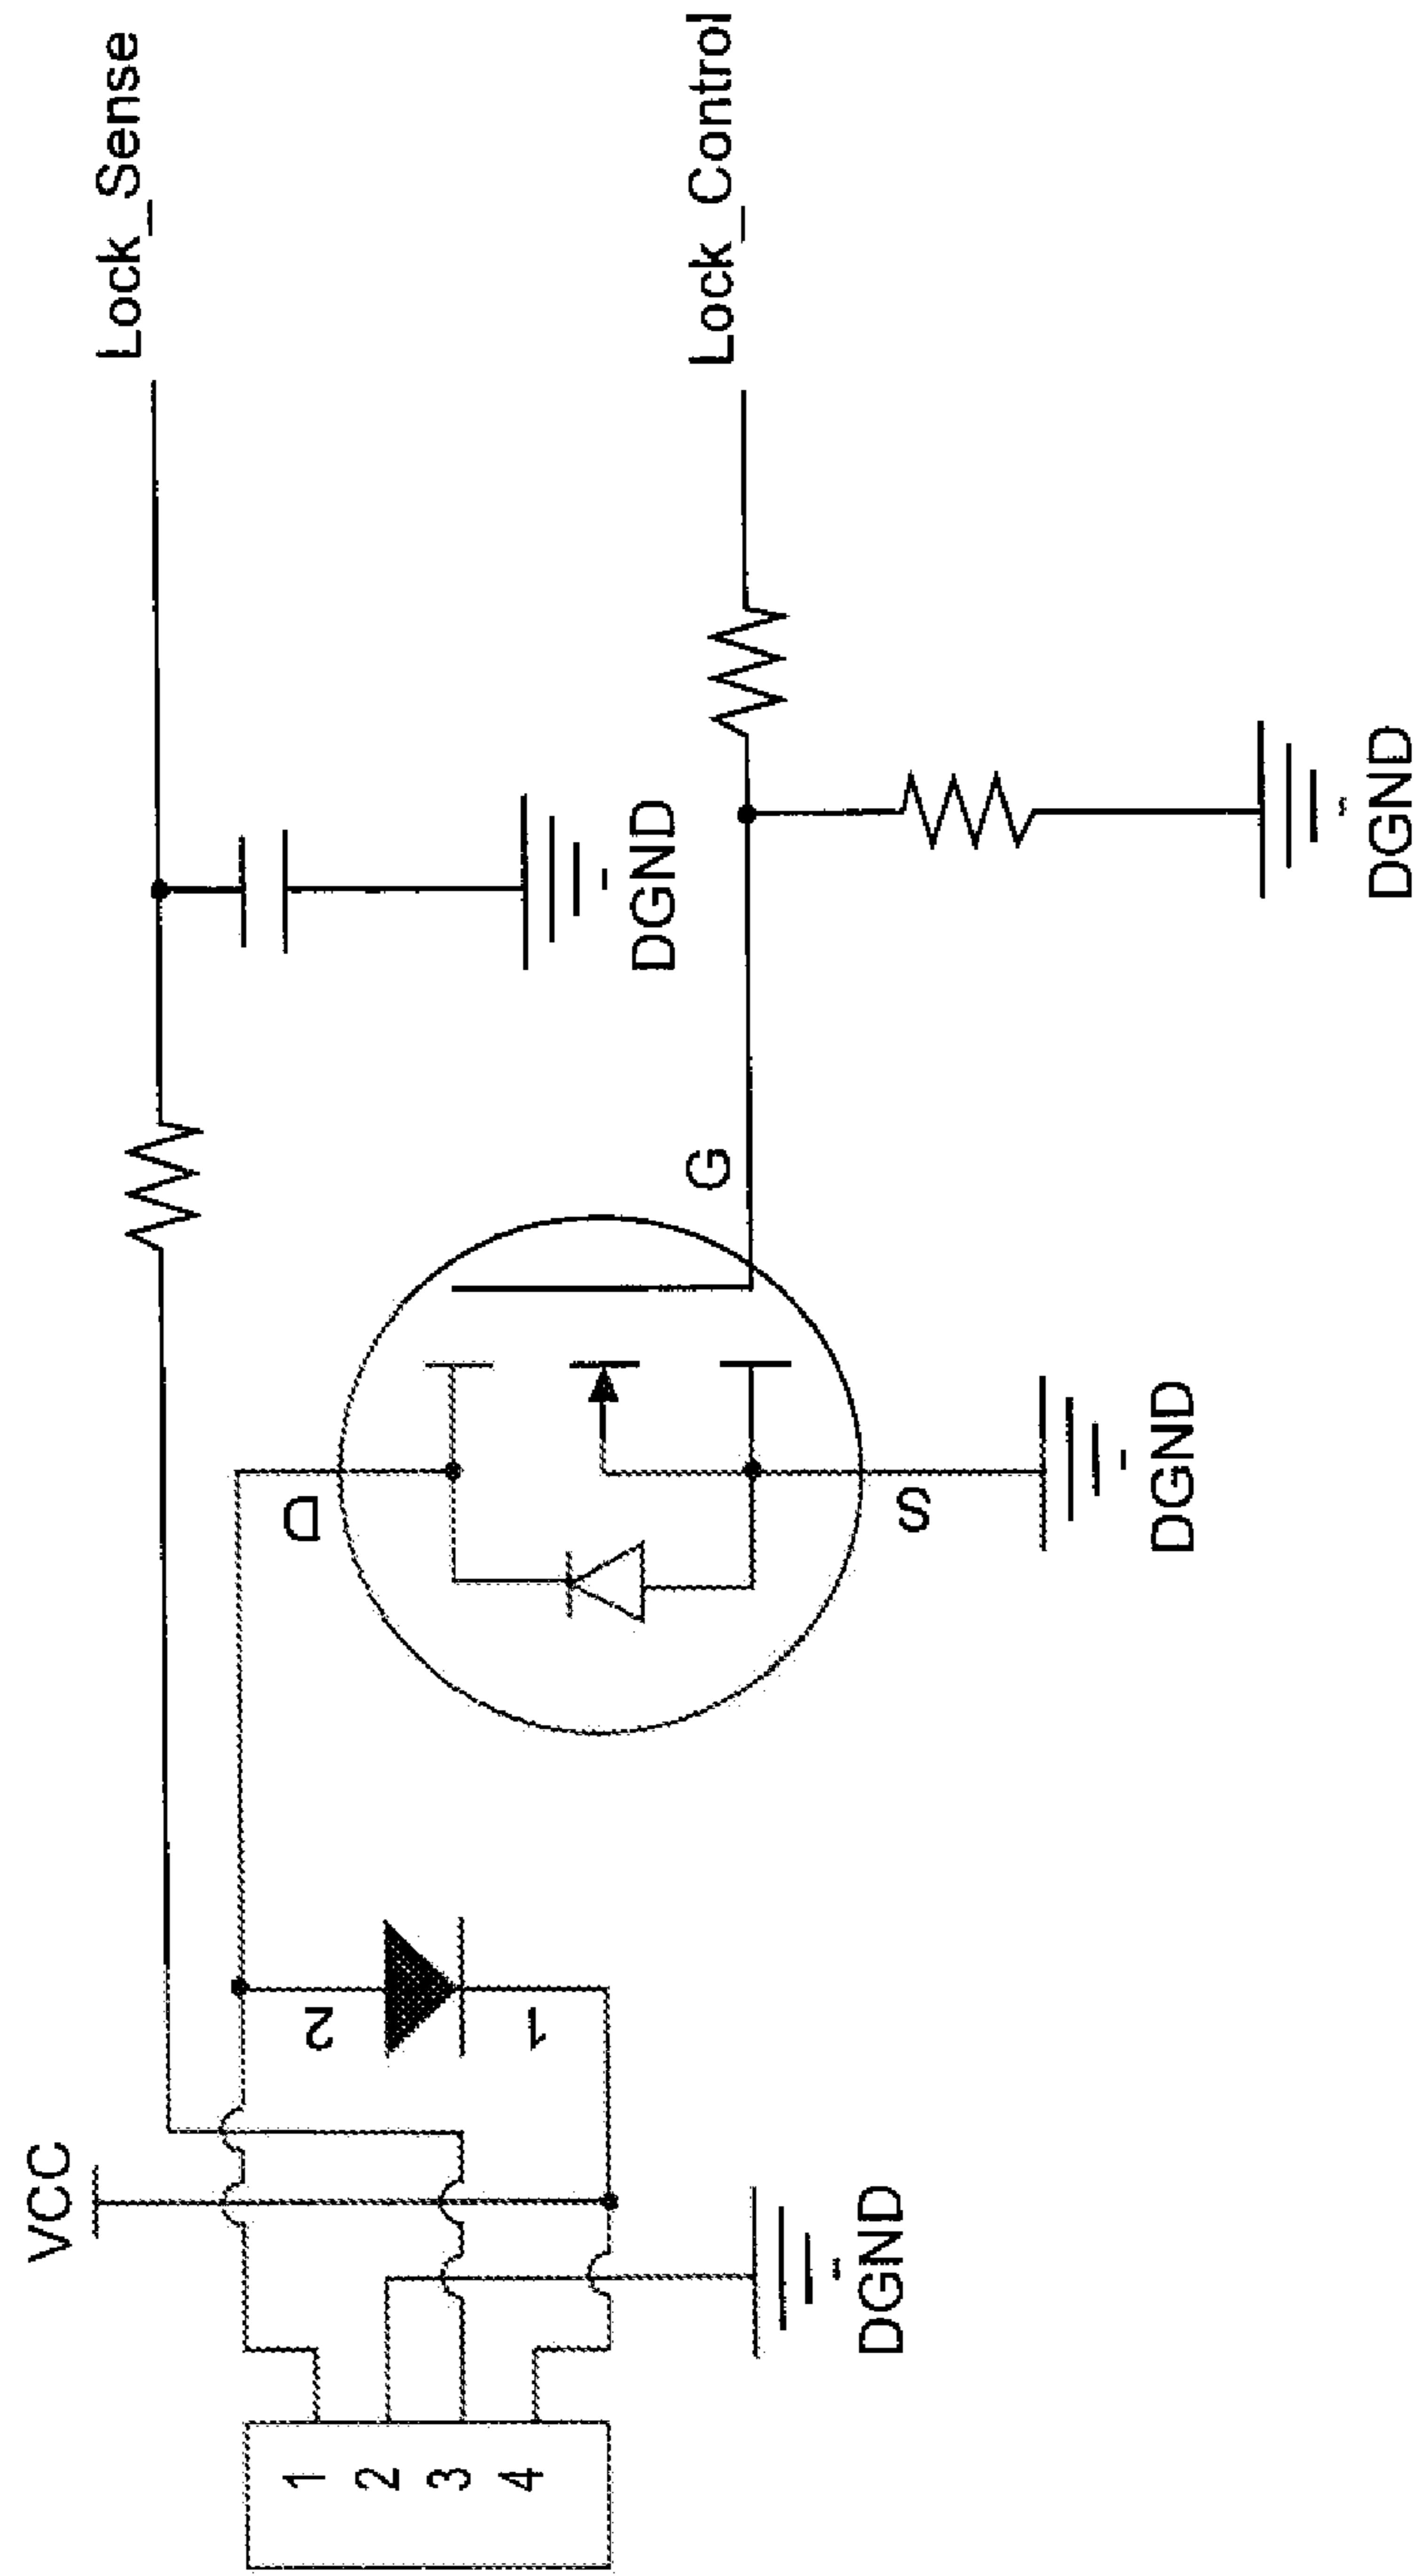 VCC
Lock_Sense
1
2
3
4
2
1
D
G
S
DGND
Lock_Control
DGND
DGND
DGND